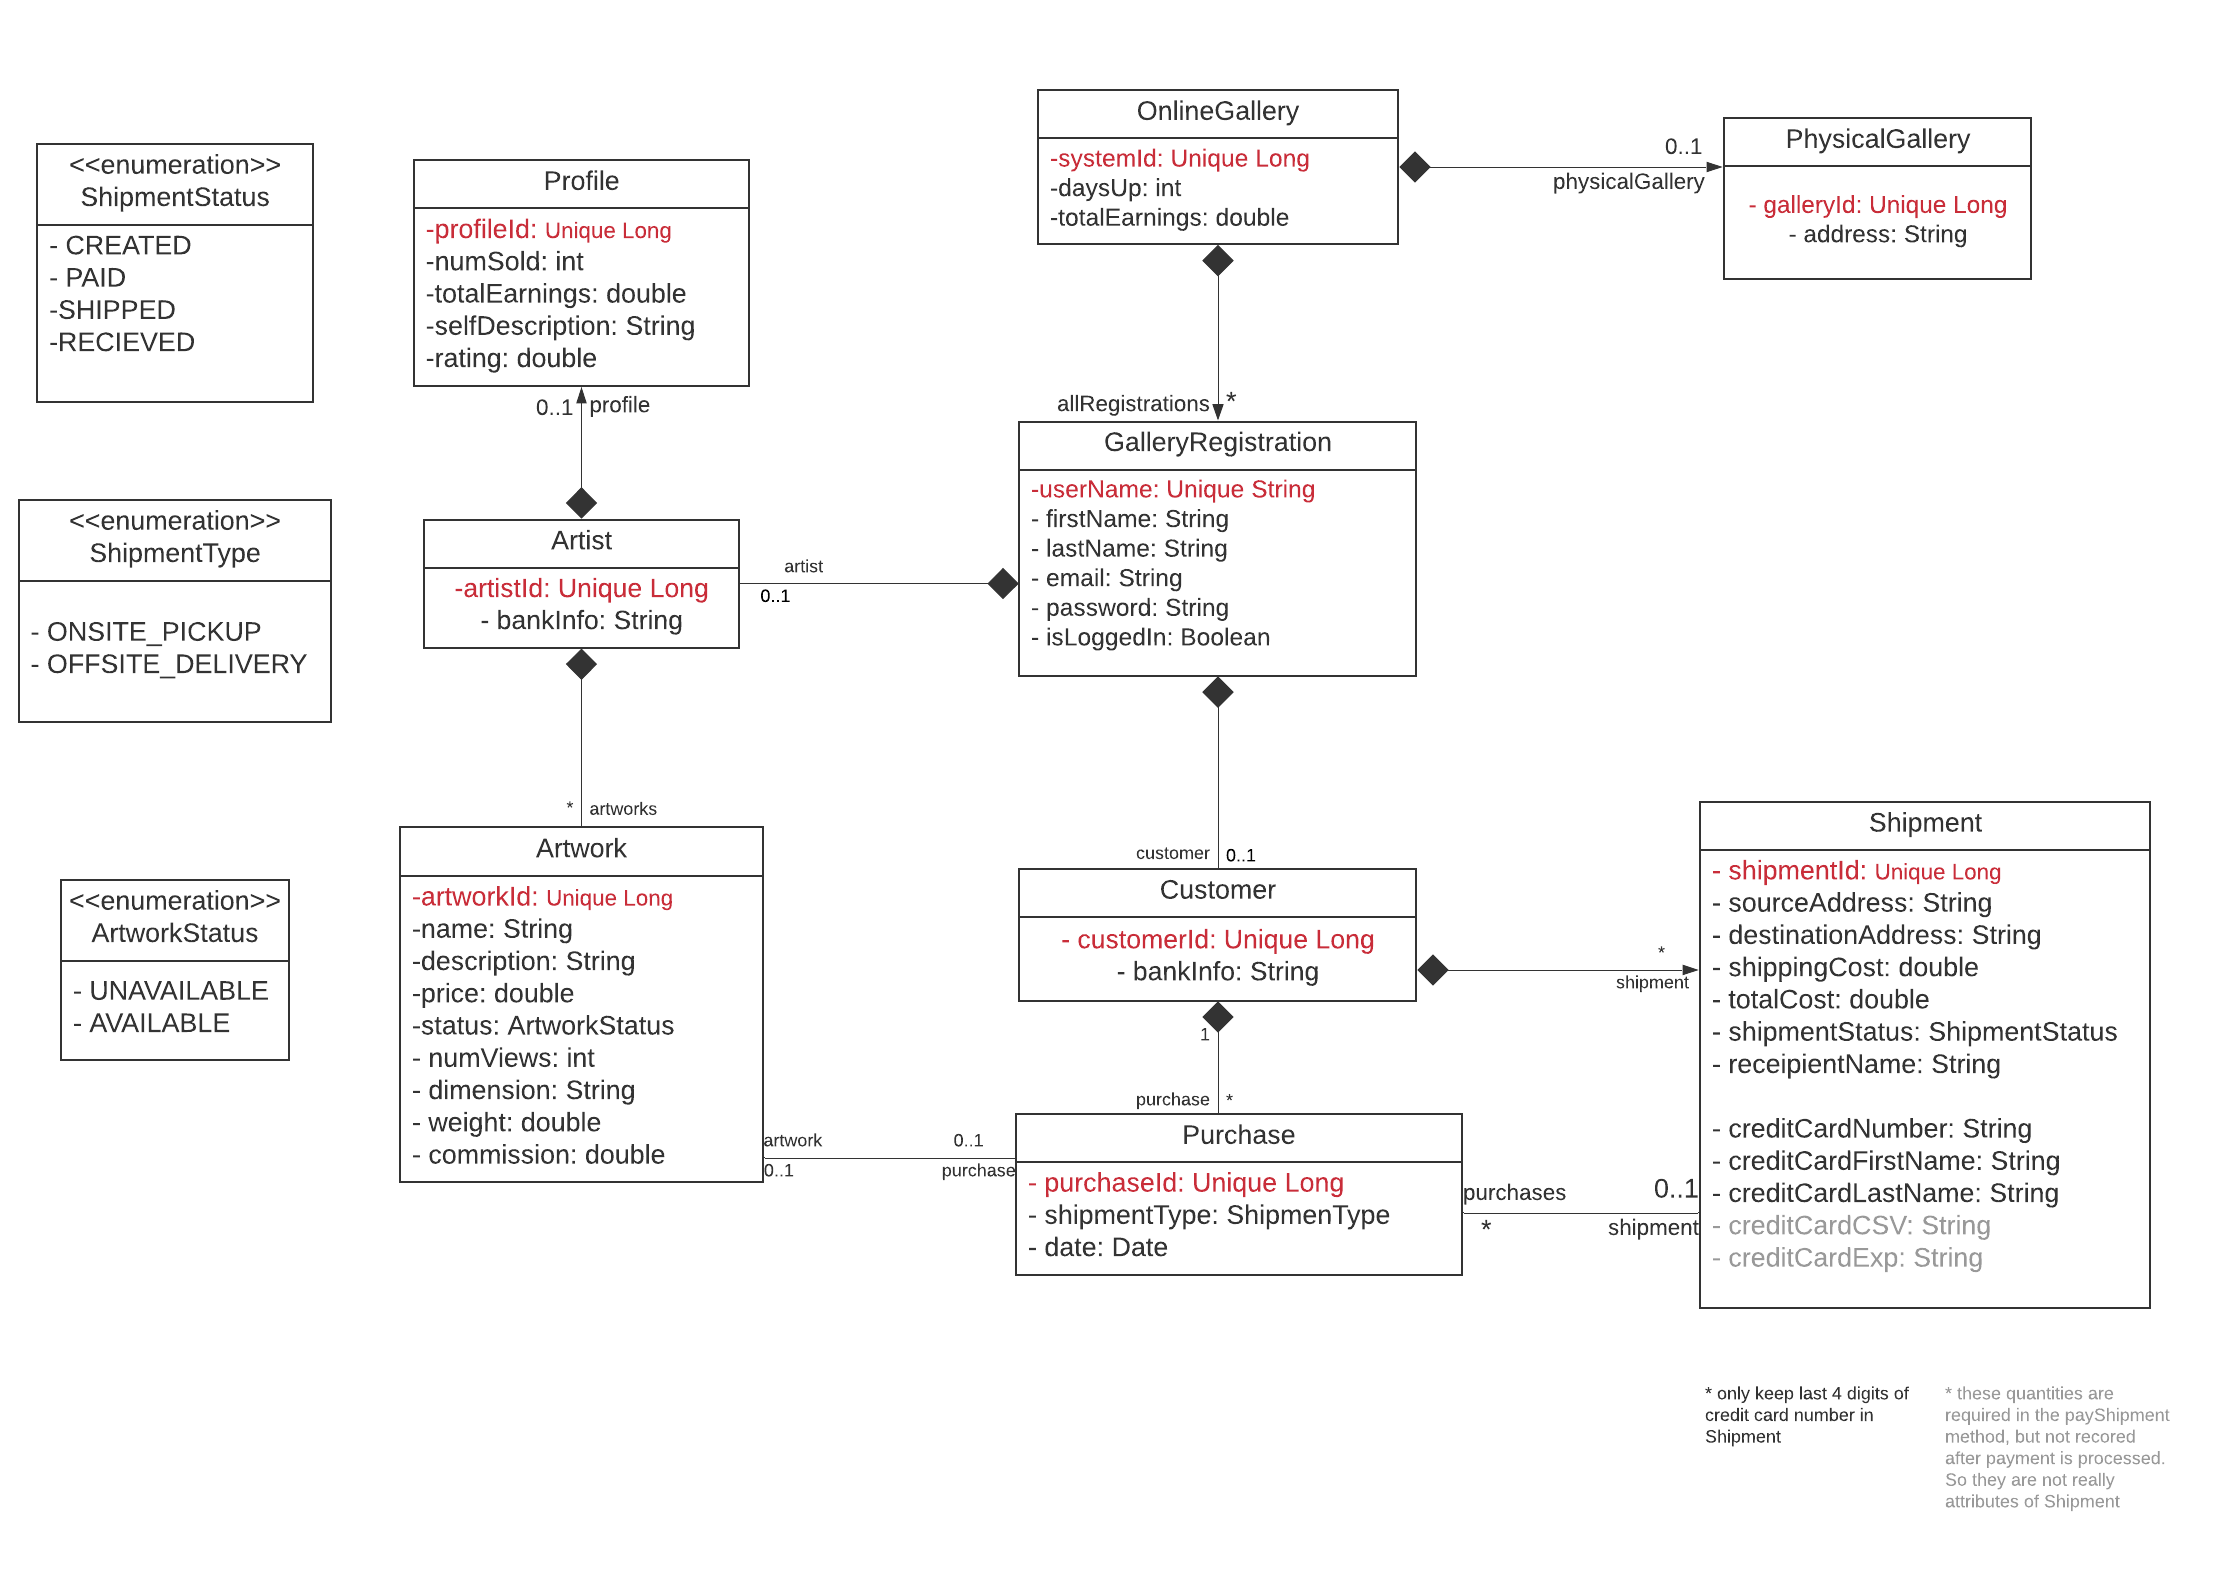 <<enumeration>>
ShipmentStatus
- CREATED
- PAID
-SHIPPED
-RECIEVED
<<enumeration>>
ShipmentType
- ONSITE_PICKUP
- OFFSITE_DELIVERY
<<enumeration>>
ArtworkStatus
- UNAVAILABLE
- AVAILABLE
Profile
-profileId: Unique Long
-numSold: int
-totalEarnings: double
-selfDescription: String
-rating: double
0..1 profile
Artist
-artistId: Unique Long
- bankInfo: String
artist
0..1
* artworks
Artwork
-artworkId: Unique Long
-name: String
-description: String
-price: double
-status: ArtworkStatus
- numViews: int
- dimension: String
- weight: double
- commission: double
artwork
0..1
0..1
purchase
OnlineGallery
-systemId: Unique Long
-daysUp: int
-totalEarnings: double
0..1
physicalGallery
PhysicalGallery
- galleryId: Unique Long
- address: String
allRegistrations *
GalleryRegistration
-userName: Unique String
- firstName: String
- lastName: String
- email: String
- password: String
- isLoggedIn: Boolean
customer 0..1
Customer
- customerId: Unique Long
- bankInfo: String
*
shipment
1
purchase *
Purchase
- purchaseId: Unique Long
- shipmentType: ShipmenType
- date: Date
purchases
*
0..1
shipment
Shipment
- shipmentId: Unique Long
- sourceAddress: String
- destinationAddress: String
- shippingCost: double
- totalCost: double
- shipmentStatus: ShipmentStatus
- receipientName: String
- creditCardNumber: String
- creditCardFirstName: String
- creditCardLastName: String
- creditCardCSV: String
- creditCardExp: String
* only keep last 4 digits of
credit card number in
Shipment
* these quantities are
required in the payShipment
method, but not recored
after payment is processed.
So they are not really
attributes of Shipment